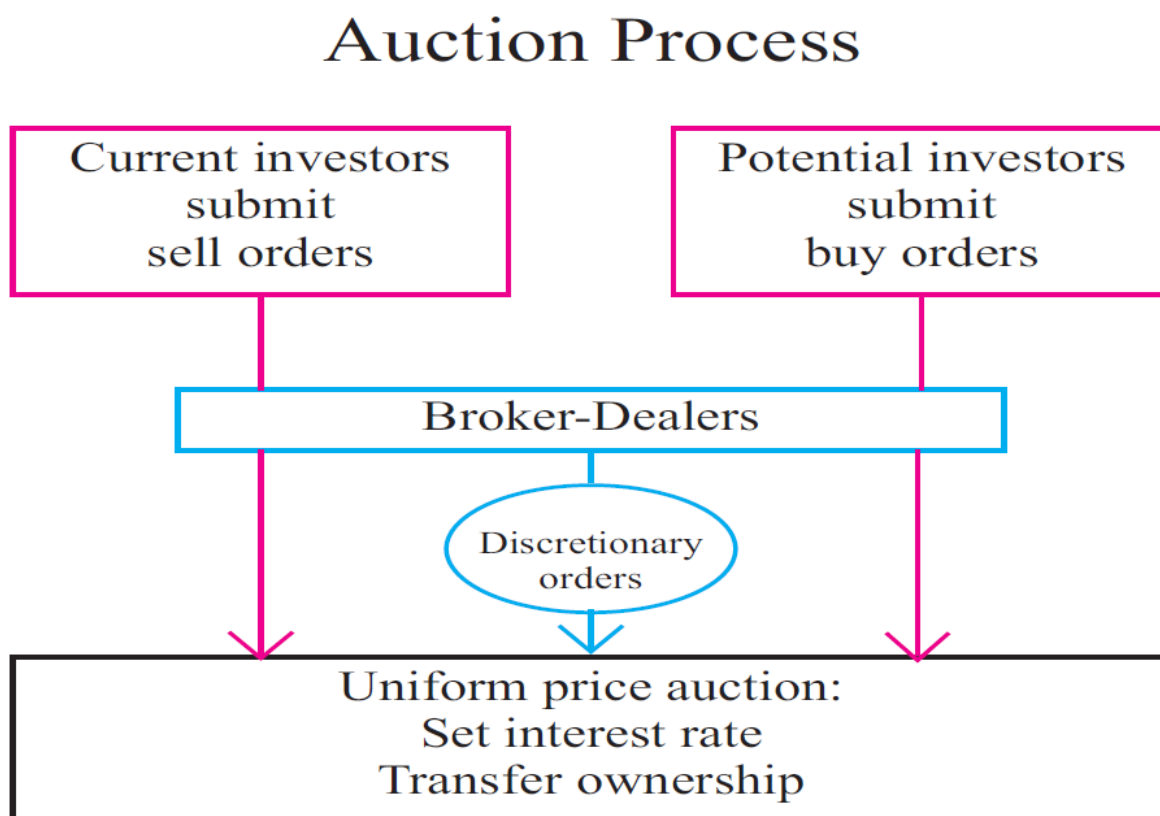 Auction Process
Current investors
submit
sell orders
Potential investors
submit
buy orders
Broker-Dealers
Discretionary
orders
Uniform price auction:
Set interest rate
Transfer ownership